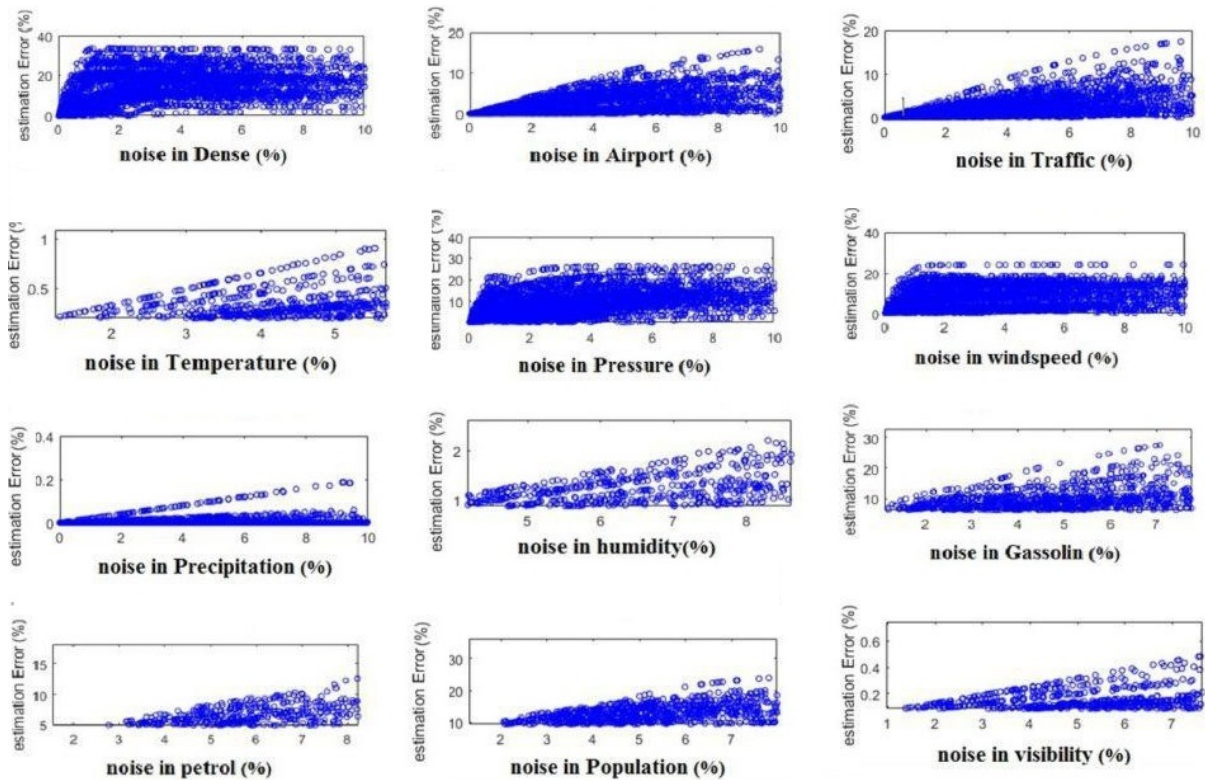 estimation Error (%)
40
20
0
0 2 4 6 8 10
noise in Dense (%)
estimation Error (%)
20
10
0
0 2 4 6 8 10
noise in Airport (%)
estimation Error (%)
20
10
0
0 2 4 6 8 10
noise in Traffic (%)
estimation Error (%
1
0.5
2 3 4 5
noise in Temperature (%)
estimation Error (%)
40
30
20
10
0 2 4 6 8 10
noise in Pressure (%)
estimation Error (%)
40
20
0
0 2 4 6 8 10
noise in windspeed (%)
estimation Error (%)
0.4
0.2
0
0 2 4 6 8 10
noise in Precipitation (%)
estimation Error (%)
2
1
5 6 7 8
noise in humidity(%)
estimation Error (%)
30
20
10
2 3 4 5 6 7
noise in Gassolin (%)
estimation Error (%)
15
10
5
2 3 4 5 6 7 8
noise in petrol (%)
estimation Error (%)
30
20
10
2 3 4 5 6 7
noise in Population (%)
estimation Error (%)
0.6
0.4
0.2
1 2 3 4 5 6 7
noise in visibility (%)